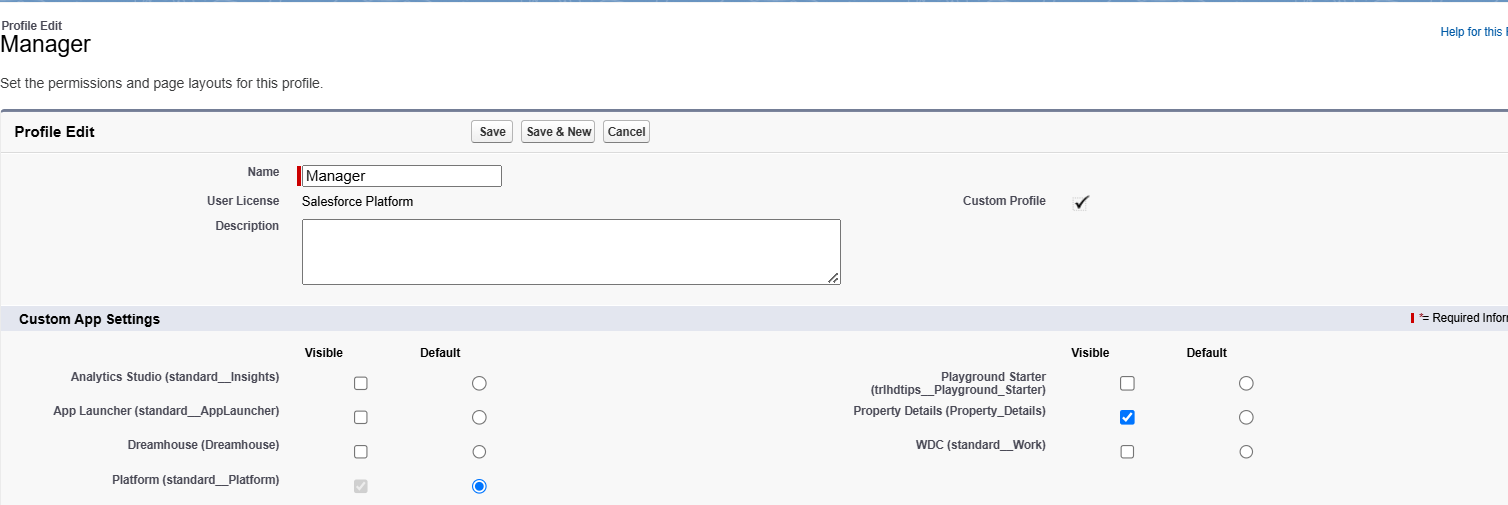 Profile Edit
Manager
Help for this
Set the permissions and page layouts for this profile.
Profile Edit
Save
Save & New
Cancel
Name
Manager
User License
Salesforce Platform
Custom Profile
Description
Custom App Settings
*= Required Infor
Visible
Default
Visible
Default
Analytics Studio (standard__Insights)
Playground Starter
(trlhdtips__Playground_Starter)
App Launcher (standard__AppLauncher)
Property Details (Property_Details)
Dreamhouse (Dreamhouse)
WDC (standard__Work)
Platform (standard__Platform)